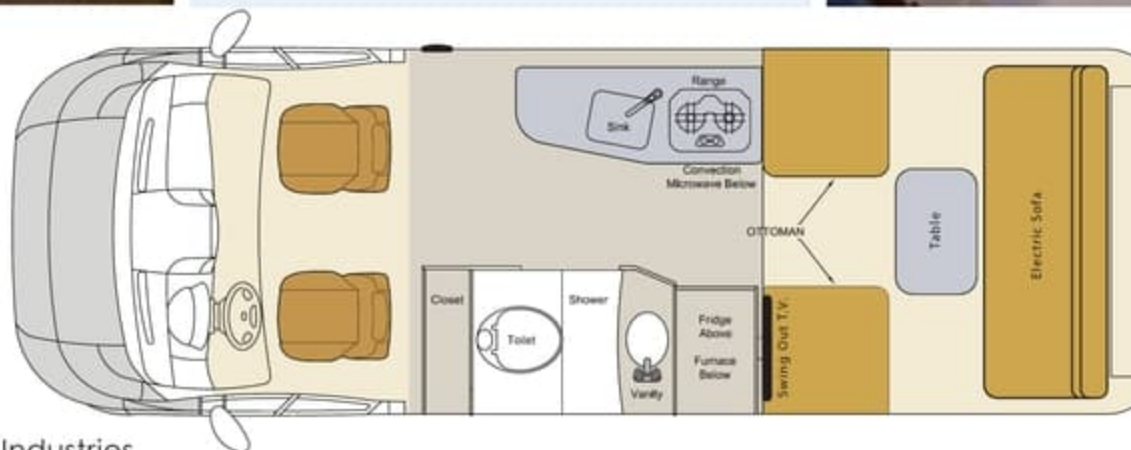 Range
Sink
Convection
Microwave Below
OTTOMAN
Table
Electric Sofa
Closet
Toilet
Shower
Vanity
Fridge
Above
Furnace
Below
Swing Out T.V.
Industries